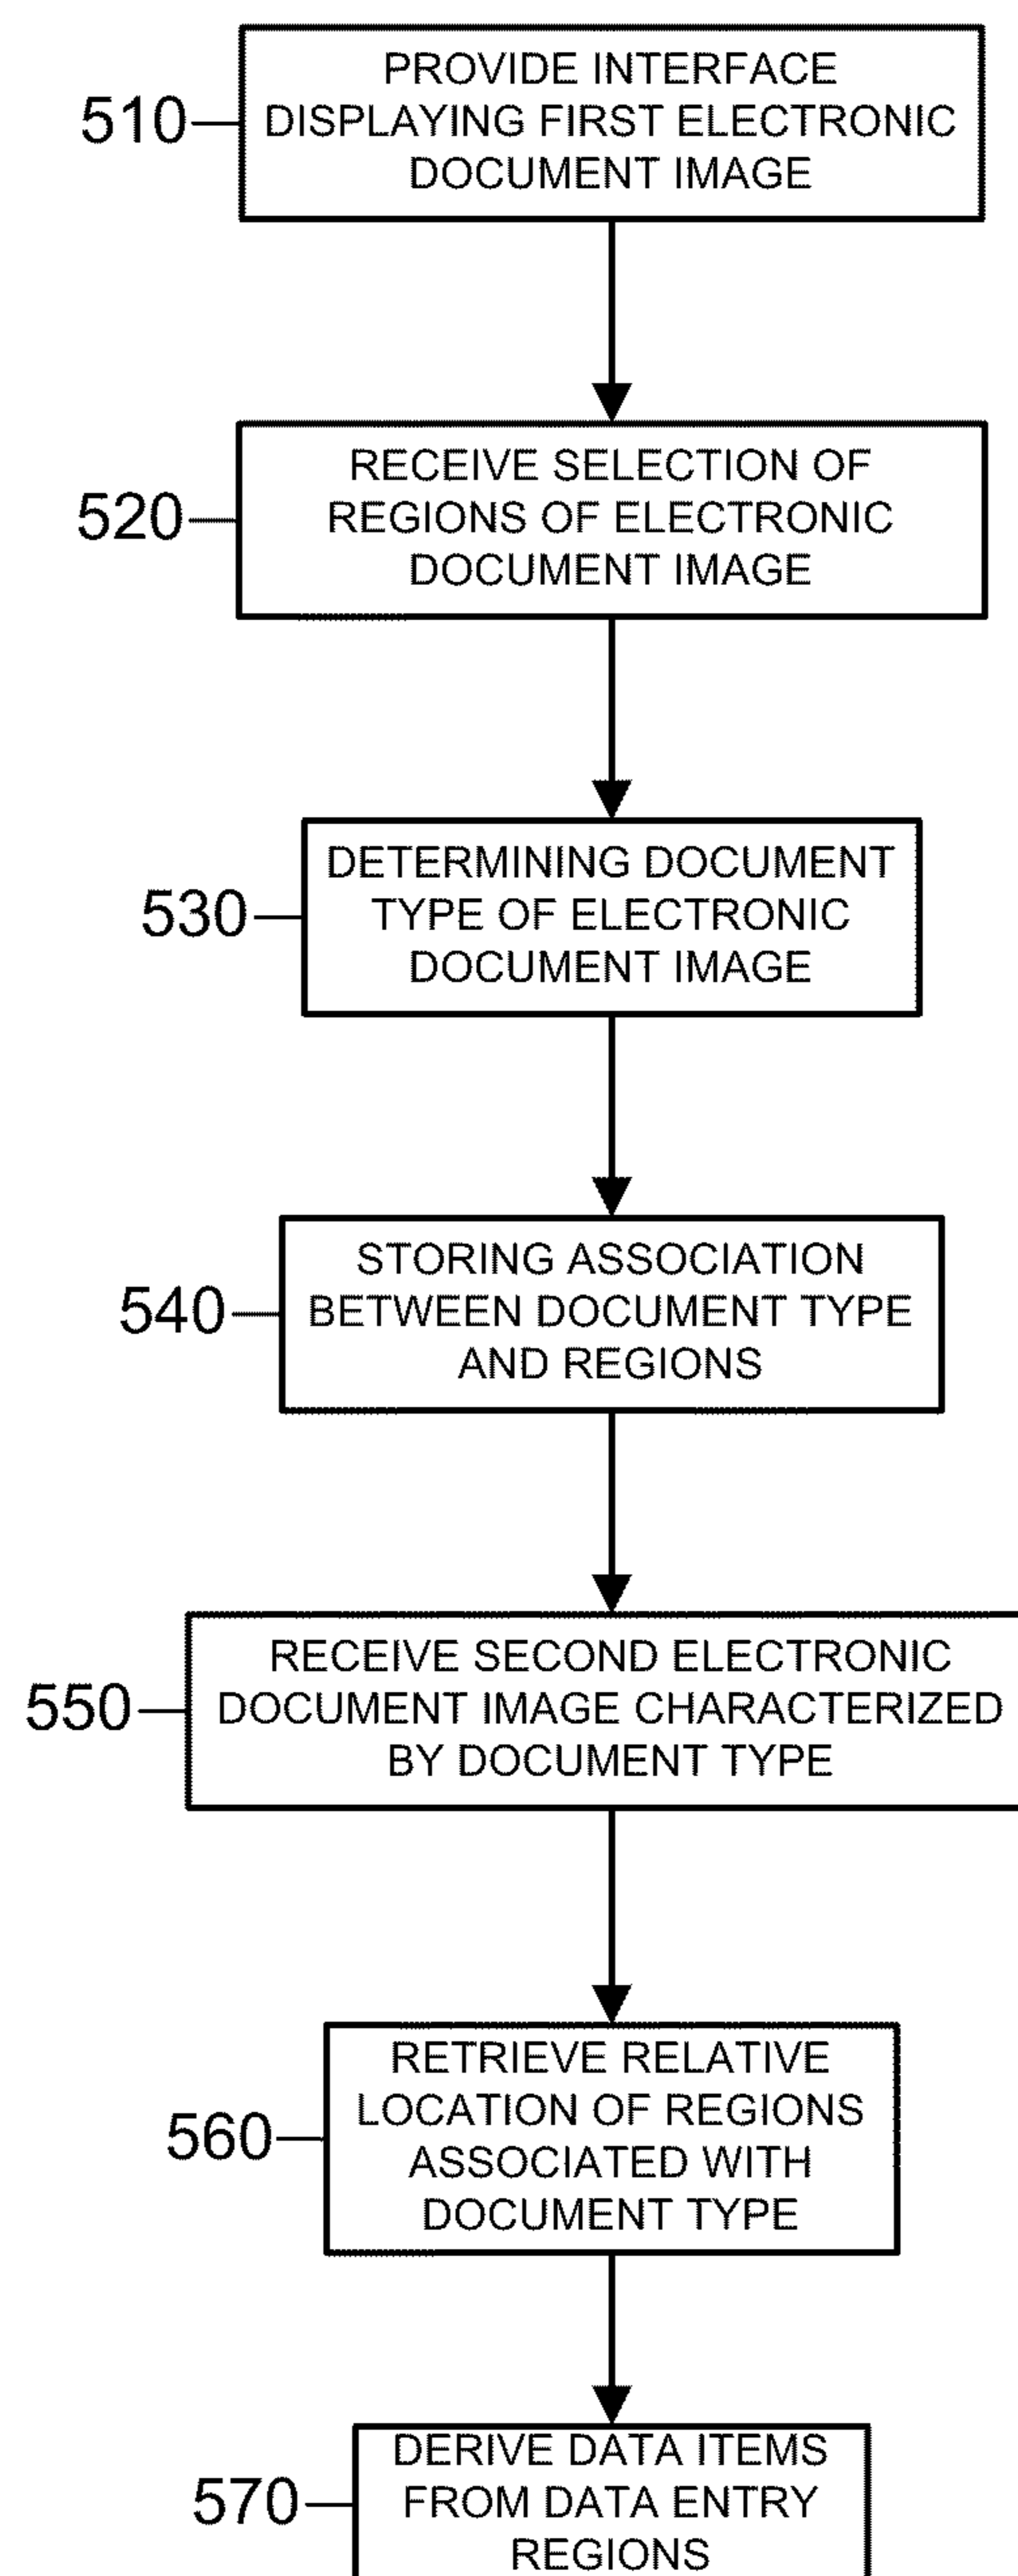 510
PROVIDE INTERFACE
DISPLAYING FIRST ELECTRONIC
DOCUMENT IMAGE
520
RECEIVE SELECTION OF
REGIONS OF ELECTRONIC
DOCUMENT IMAGE
530
DETERMINING DOCUMENT
TYPE OF ELECTRONIC
DOCUMENT IMAGE
540
STORING ASSOCIATION
BETWEEN DOCUMENT TYPE
AND REGIONS
550
RECEIVE SECOND ELECTRONIC
DOCUMENT IMAGE CHARACTERIZED
BY DOCUMENT TYPE
560
RETRIEVE RELATIVE
LOCATION OF REGIONS
ASSOCIATED WITH
DOCUMENT TYPE
570
DERIVE DATA ITEMS
FROM DATA ENTRY
REGIONS